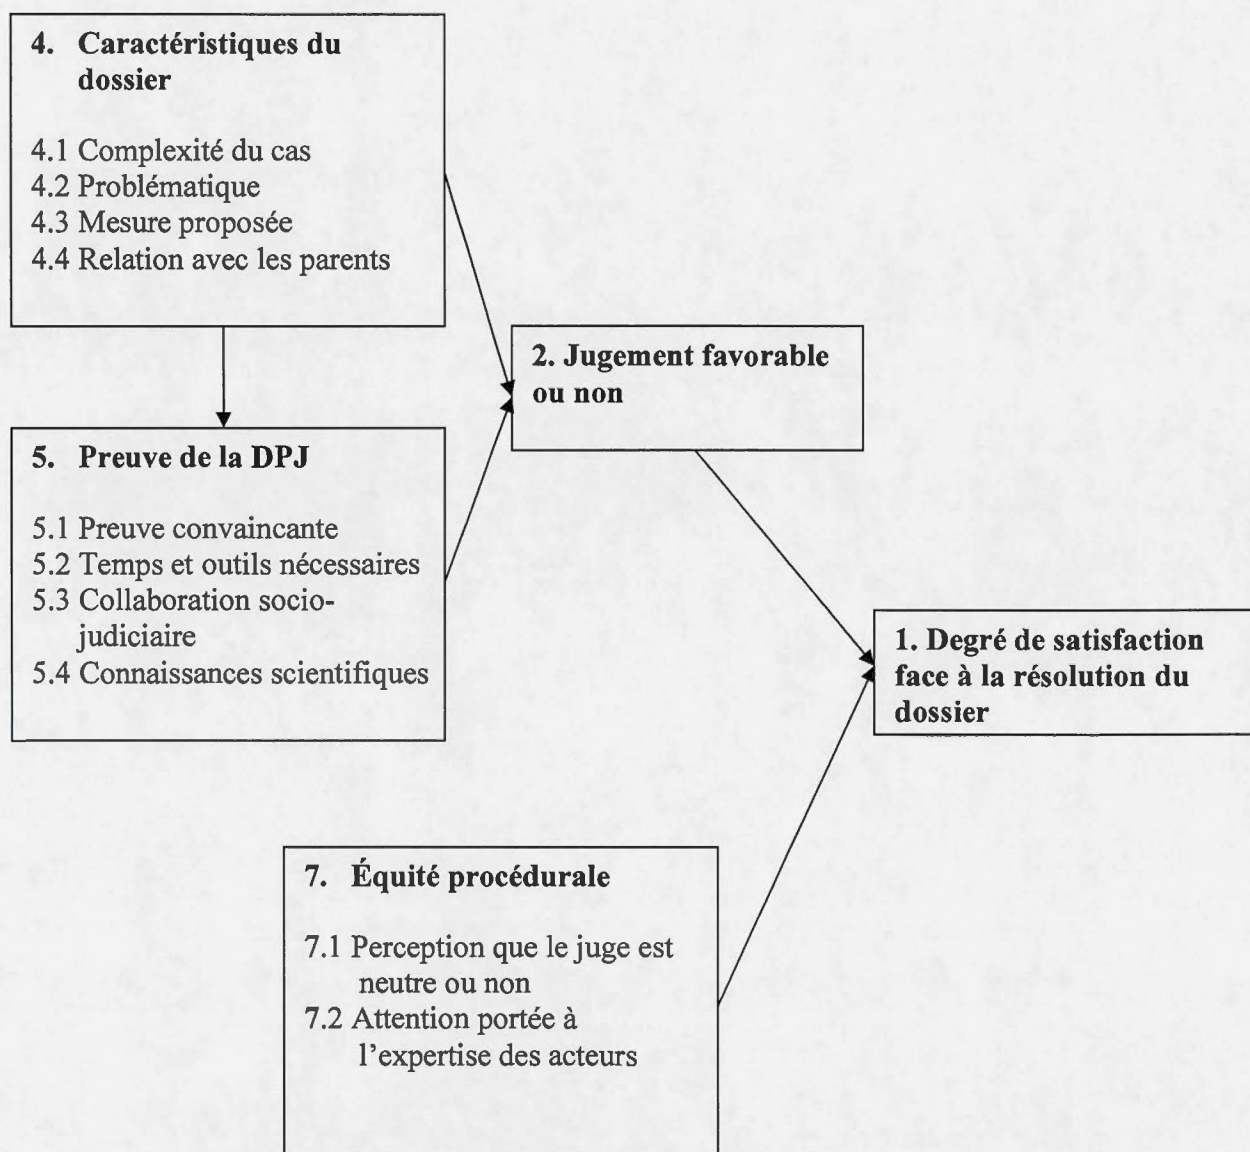 4. Caractéristiques du
dossier
4.1 Complexité du cas
4.2 Problématique
4.3 Mesure proposée
4.4 Relation avec les parents
2. Jugement favorable
ou non
5. Preuve de la DPJ
5.1 Preuve convaincante
5.2 Temps et outils nécessaires
5.3 Collaboration socio-
judiciaire
5.4 Connaissances scientifiques
1. Degré de satisfaction
face à la résolution du
dossier
7. Équité procédurale
7.1 Perception que le juge est
neutre ou non
7.2 Attention portée à
l'expertise des acteurs